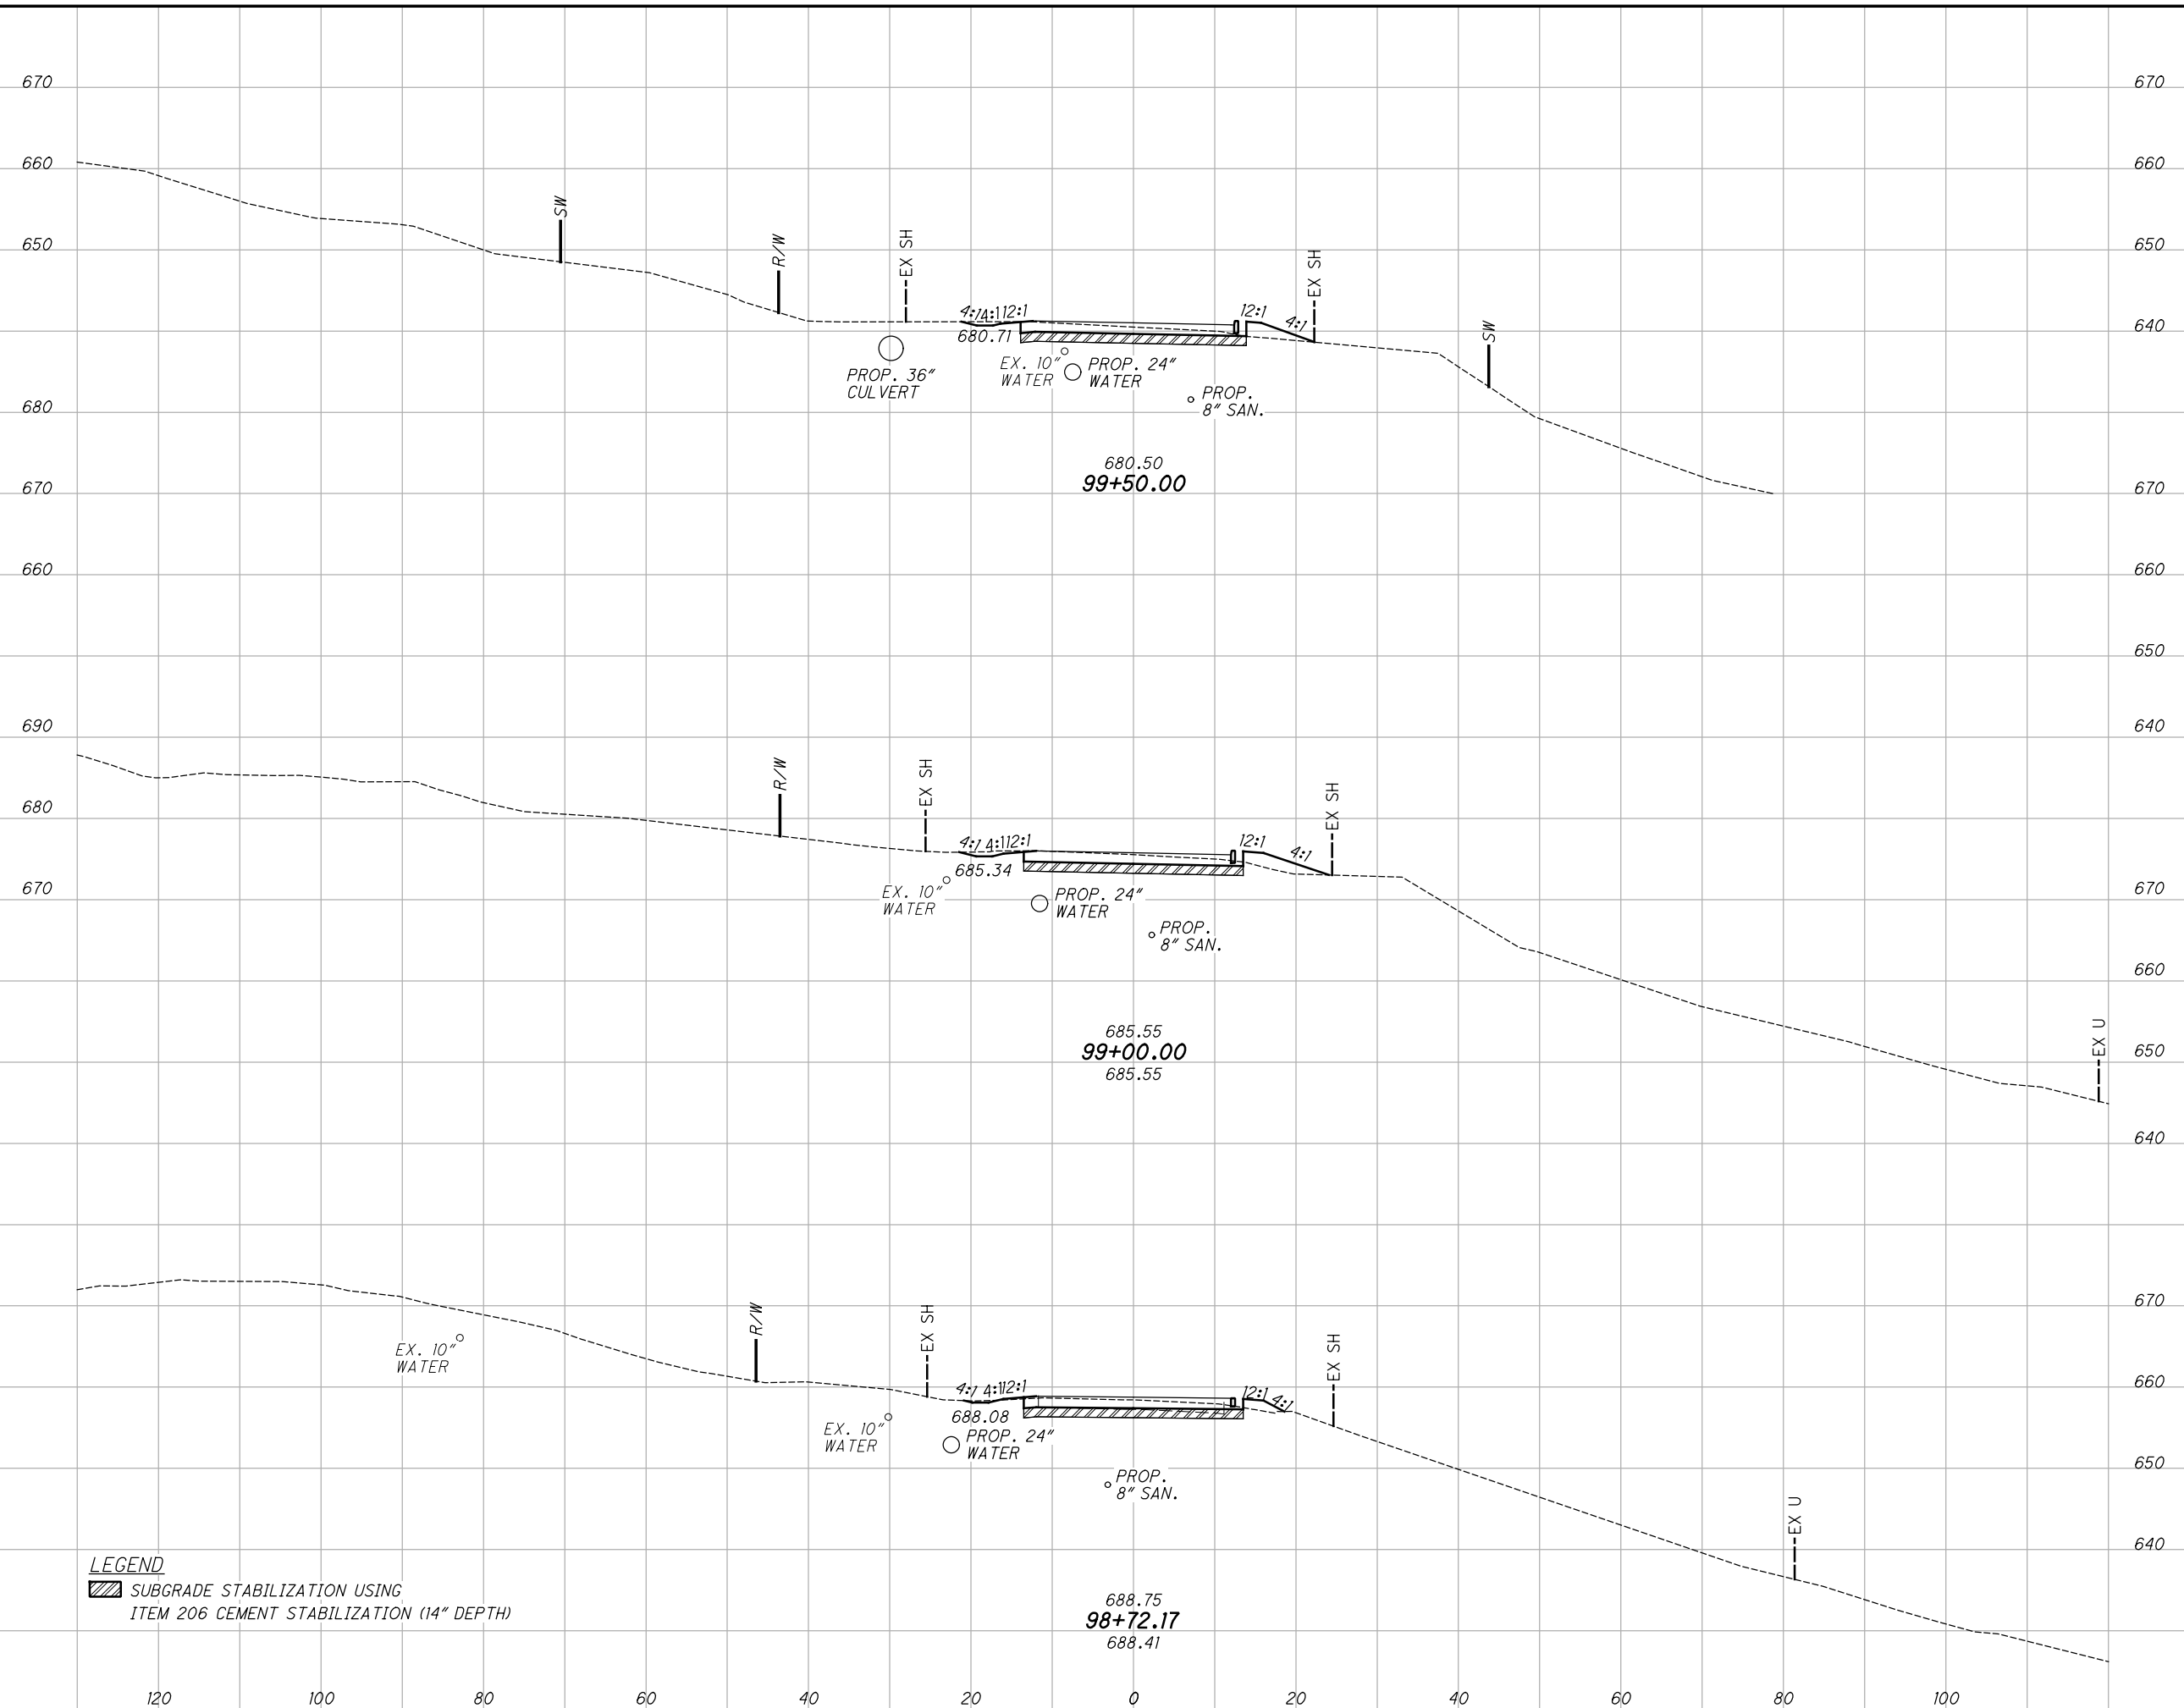 670 670
660 660
SW
650 650
R/W
EX SH
EX SH
4:1 4:1 12:1 12:1 4:1
640 640
SW
680.71
EX. 10" PROP. 24"
WATER WATER
PROP. 36"
CULVERT
PROP.
8" SAN.
680 680
680.50
99+50.00
670 670
660 660
650
690 640
R/W
EX SH
EX SH
680
4:1 4:1 12:1 12:1 4:1
685.34
EX. 10"
WATER
PROP. 24"
WATER
670 670
PROP.
8" SAN.
660
685.55
99+00.00
685.55
EX U
650
640
670
R/W
EX SH
EX SH
EX. 10"
WATER
660
4:1 4:1 12:1 12:1 4:1
688.08
EX. 10"
WATER
PROP. 24"
WATER
650
PROP.
8" SAN.
EX U
640
LEGEND
SUBGRADE STABILIZATION USING
ITEM 206 CEMENT STABILIZATION (14" DEPTH)
688.75
98+72.17
688.41
120 100 80 60 40 20 0 20 40 60 80 100